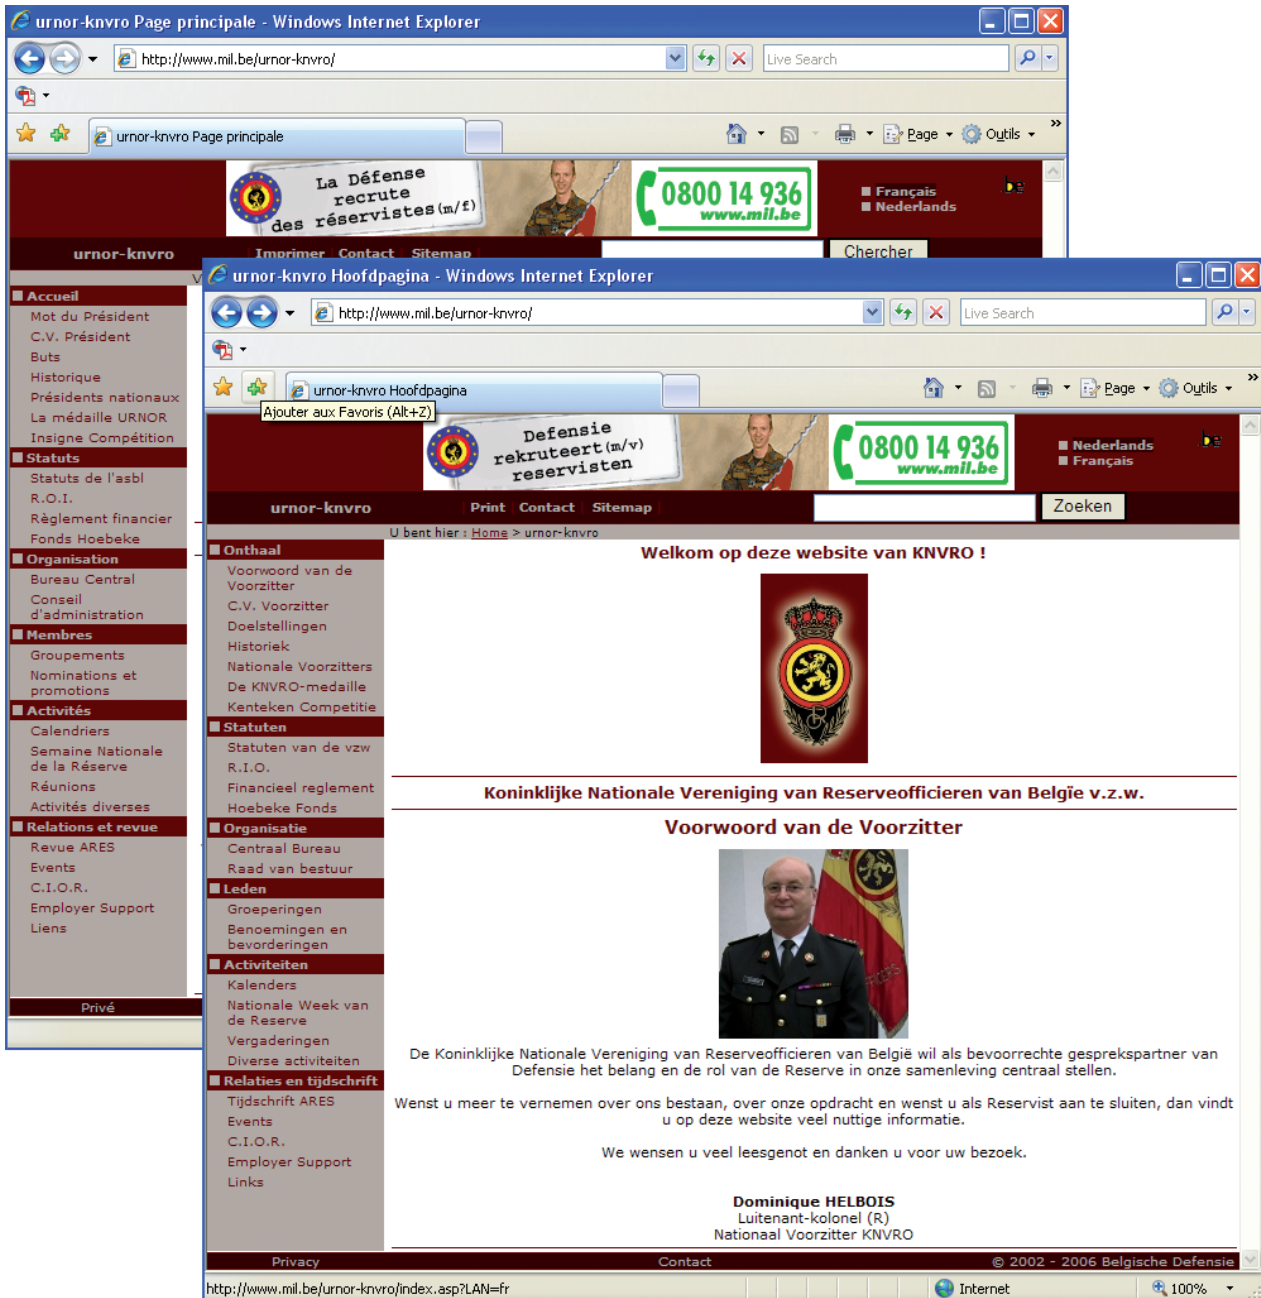 urnor-knvro Page principale - Windows Internet Explorer
http://www.mil.be/urnor-knvro/
Live Search
urnor-knvro Page principale
Page
Outils
»
La Défense
recrute
des réservistes(m/f)
0800 14 936
www.mil.be
Français
Nederlands
be
urnor-knvro
Imprimer
Contact
Sitemap
Chercher
V
Accueil
Mot du Président
C.V. Président
Buts
Historique
Présidents nationaux
La médaille URNOR
Insigne Compétition
Statuts
Statuts de l'asbl
R.O.I.
Règlement financier
Fonds Hoebeke
Organisation
Bureau Central
Conseil
d'administration
Membres
Groupements
Nominations et
promotions
Activités
Calendriers
Semaine Nationale
de la Réserve
Réunions
Activités diverses
Relations et revue
Revue ARES
Events
C.I.O.R.
Employer Support
Liens
Privé
urnor-knvro Hoofdpagina - Windows Internet Explorer
http://www.mil.be/urnor-knvro/
Live Search
urnor-knvro Hoofdpagina
Page
Outils
»
Ajouter aux Favoris (Alt+Z)
Defensie
rekruteert(m/v)
reservisten
0800 14 936
www.mil.be
Nederlands
Français
be
urnor-knvro
Print
Contact
Sitemap
Zoeken
U bent hier : Home > urnor-knvro
Onthaal
Voorwoord van de
Voorzitter
C.V. Voorzitter
Doelstellingen
Historiek
Nationale Voorzitters
De KNVRO-medaille
Kenteken Competitie
Statuten
Statuten van de vzw
R.I.O.
Financieel reglement
Hoebeke Fonds
Organisatie
Centraal Bureau
Raad van bestuur
Leden
Groeperingen
Benoemingen en
bevorderingen
Activiteiten
Kalenders
Nationale Week van
de Reserve
Vergaderingen
Diverse activiteiten
Relaties en tijdschrift
Tijdschrift ARES
Events
C.I.O.R.
Employer Support
Links
Welkom op deze website van KNVRO !
Koninklijke Nationale Vereniging van Reserveofficieren van Belgïe v.z.w.
Voorwoord van de Voorzitter
De Koninklijke Nationale Vereniging van Reserveofficieren van België wil als bevoorrechte gesprekspartner van
Defensie het belang en de rol van de Reserve in onze samenleving centraal stellen.
Wenst u meer te vernemen over ons bestaan, over onze opdracht en wenst u als Reservist aan te sluiten, dan vindt
u op deze website veel nuttige informatie.
We wensen u veel leesgenot en danken u voor uw bezoek.
Dominique HELBOIS
Luitenant-kolonel (R)
Nationaal Voorzitter KNVRO
Privacy
Contact
© 2002 - 2006 Belgische Defensie
http://www.mil.be/urnor-knvro/index.asp?LAN=fr
Internet
100%